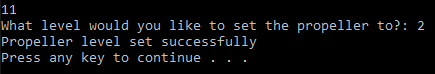 11
What level would you like to set the propeller to?: 2
Propeller level set successfully
Press any key to continue . . .